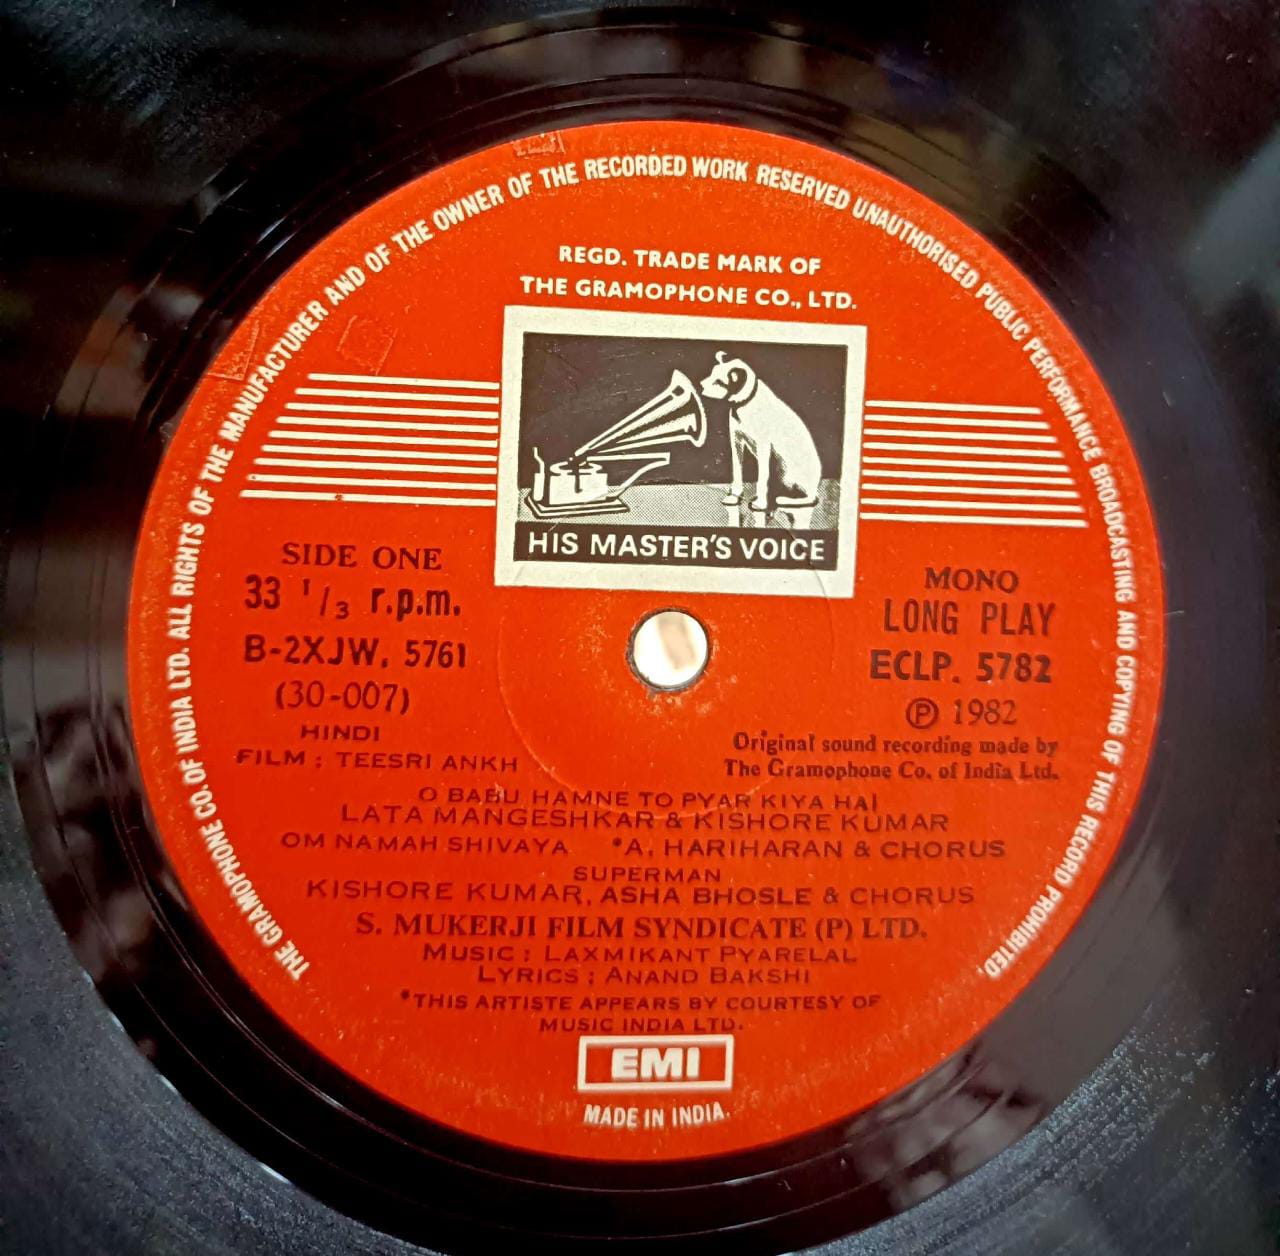 THE GRAMOPHONE CO. OF INDIA LTD. ALL RIGHTS OF THE MANUFACTURER AND OF THE OWNER OF THE RECORDED WORK RESERVED UNAUTHORISED PUBLIC PERFORMANCE BROADCASTING AND COPYING OF THIS RECORD PROHIBITED.
REGD. TRADE MARK OF
THE GRAMOPHONE CO., LTD.
HIS MASTER'S VOICE
SIDE ONE
33 1/3 r.p.m.
B-2XJW. 5761
(30-007)
HINDI
FILM : TEESRI ANKH
MONO
LONG PLAY
ECLP. 5782
Ⓟ 1982
Original sound recording made by
The Gramophone Co. of India Ltd.
O BABU HAMNE TO PYAR KIYA HAI
LATA MANGESHKAR & KISHORE KUMAR
OM NAMAH SHIVAYA *A. HARIHARAN & CHORUS
SUPERMAN
KISHORE KUMAR, ASHA BHOSLE & CHORUS
S. MUKERJI FILM SYNDICATE (P) LTD.
MUSIC : LAXMIKANT PYARELAL
LYRICS : ANAND BAKSHI
*THIS ARTISTE APPEARS BY COURTESY OF
MUSIC INDIA LTD.
EMI
MADE IN INDIA.